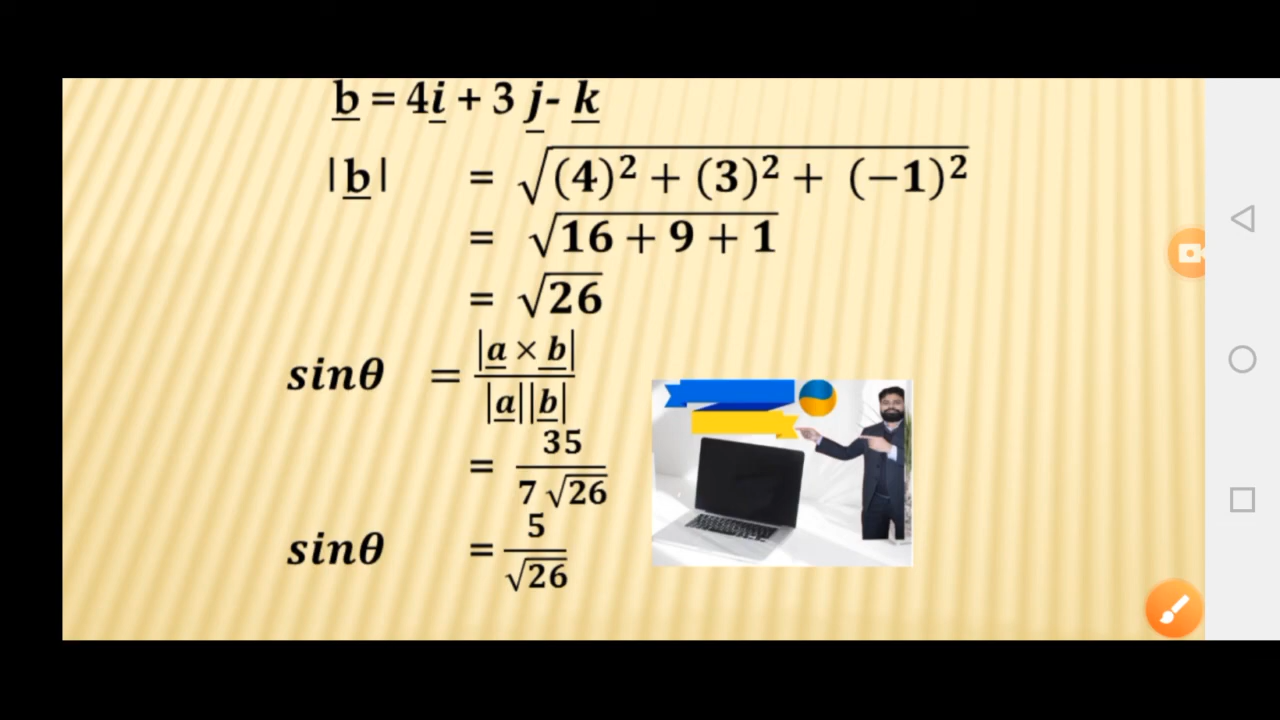 b = 4i + 3 j- k
|b| = √(4)² + (3)² + (−1)²
= √16 + 9 + 1
= √26
sinθ = |a × b| / |a||b|
= 35 / 7 √26
sinθ = 5 / √26